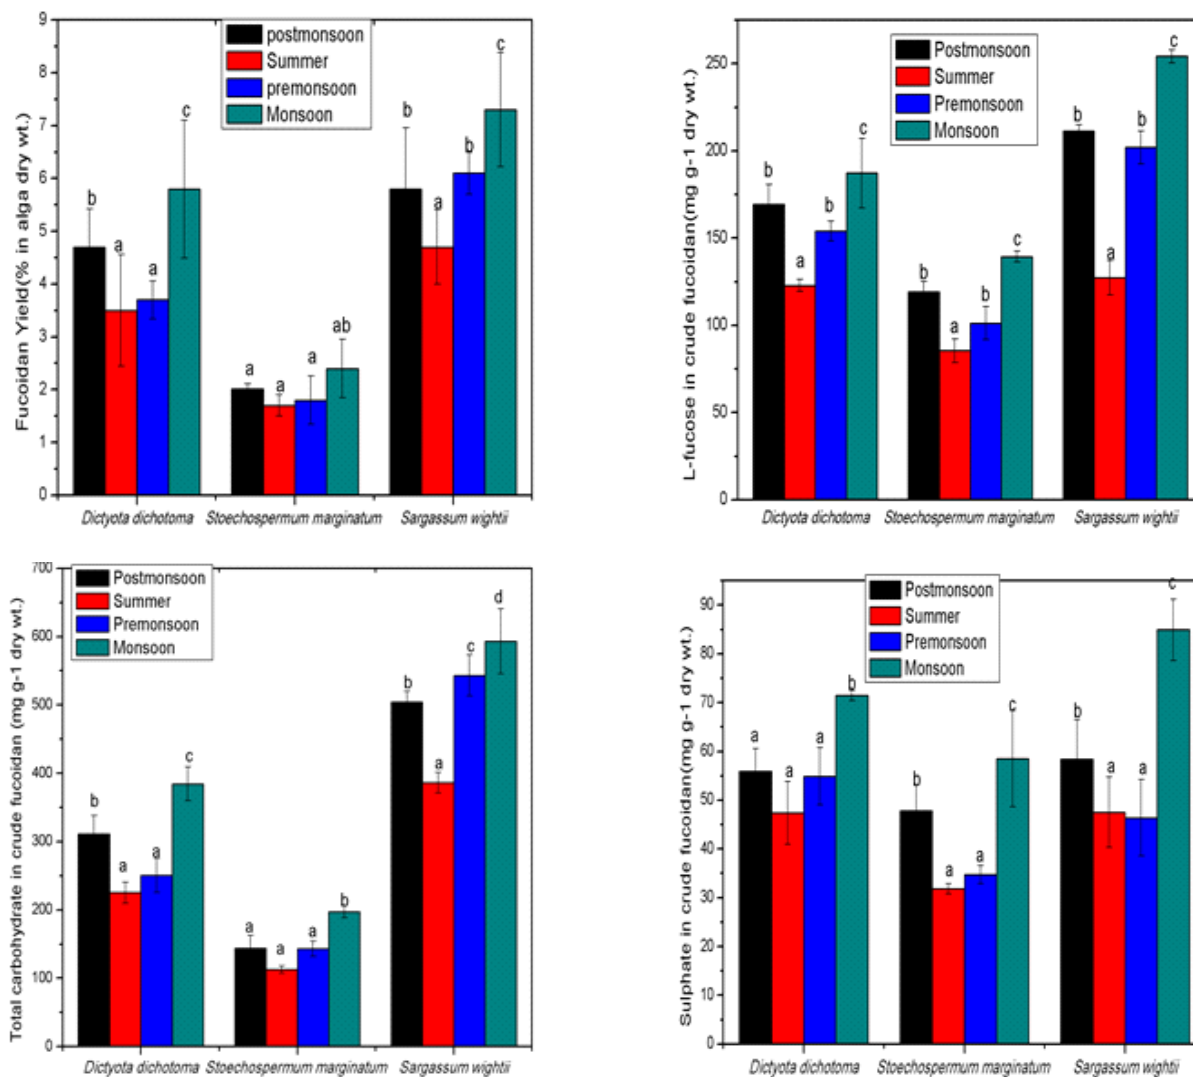 Fucoidan Yield(% in alga dry wt.)
9
8
7
6
5
4
3
2
1
0
postmonsoon
Summer
premonsoon
Monsoon
b
a
a
c
a
a
a
ab
b
a
b
c
Dictyota dichotoma
Stoechospermum marginatum
Sargassum wightii
L-fucose in crude fucoidan(mg g-1 dry wt.)
250
200
150
100
50
0
Postmonsoon
Summer
Premonsoon
Monsoon
b
a
b
c
b
a
b
c
b
a
b
c
Dictyota dichotoma
Stoechospermum marginatum
Sargassum wightii
Total carbohydrate in crude fucoidan (mg g-1 dry wt.)
700
600
500
400
300
200
100
0
Postmonsoon
Summer
Premonsoon
Monsoon
b
a
a
c
a
a
a
b
b
a
c
d
Dictyota dichotoma
Stoechospermum marginatum
Sargassum wightii
Sulphate in crude fucoidan(mg g-1 dry wt.)
90
80
70
60
50
40
30
20
10
0
Postmonsoon
Summer
Premonsoon
Monsoon
a
a
a
b
b
a
a
c
b
a
a
c
Dictyota dichotoma
Stoechospermum marginatum
Sargassum wightii